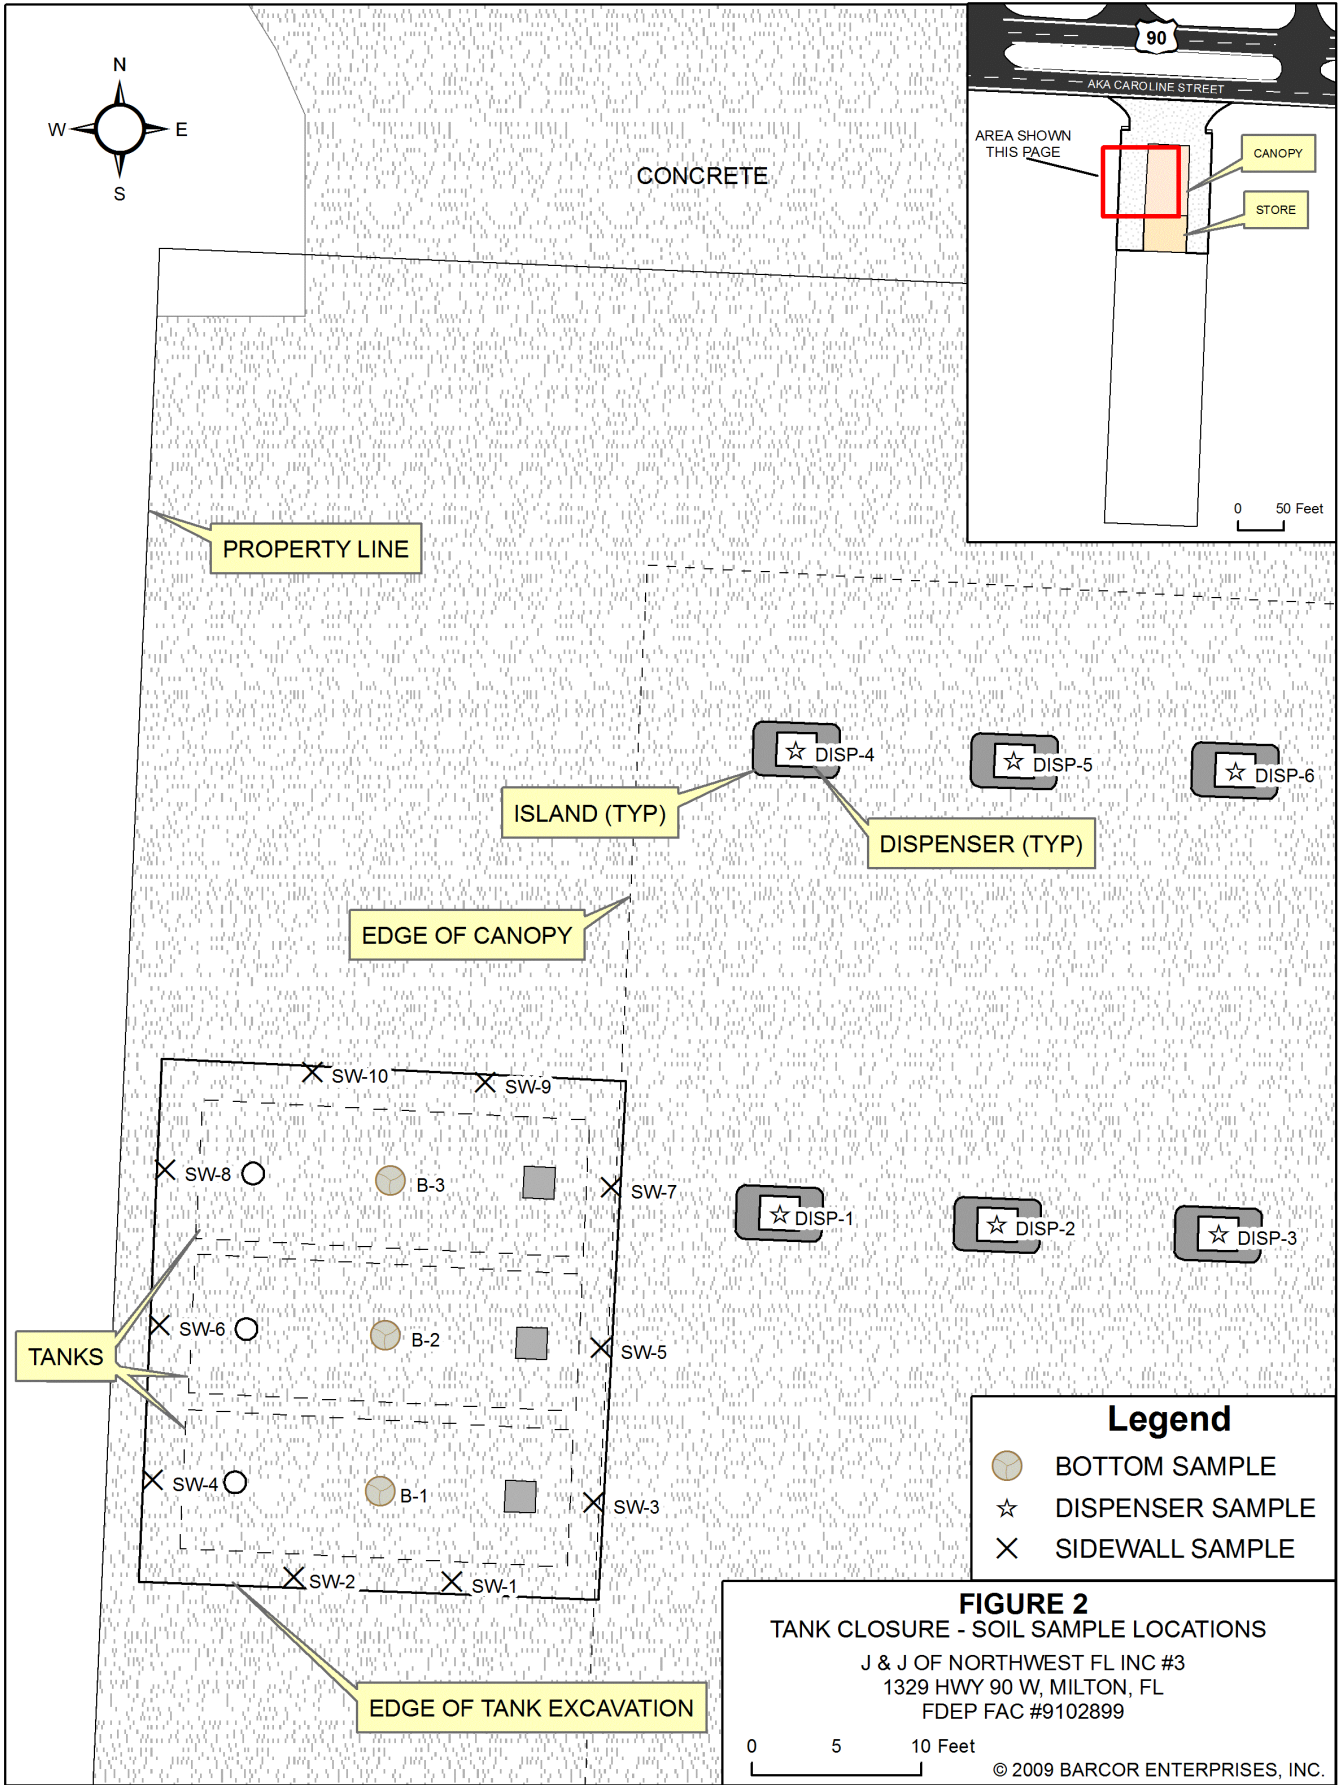 N
W
E
S
CONCRETE
90
AKA CAROLINE STREET
AREA SHOWN
THIS PAGE
CANOPY
STORE
0 50 Feet
PROPERTY LINE
DISP-4
DISP-5
DISP-6
ISLAND (TYP)
DISPENSER (TYP)
EDGE OF CANOPY
SW-10
SW-9
SW-8
B-3
SW-7
DISP-1
DISP-2
DISP-3
SW-6
B-2
SW-5
TANKS
SW-4
B-1
SW-3
SW-2
SW-1
EDGE OF TANK EXCAVATION
Legend
BOTTOM SAMPLE
DISPENSER SAMPLE
SIDEWALL SAMPLE
FIGURE 2
TANK CLOSURE - SOIL SAMPLE LOCATIONS
J & J OF NORTHWEST FL INC #3
1329 HWY 90 W, MILTON, FL
FDEP FAC #9102899
0 5 10 Feet
© 2009 BARCOR ENTERPRISES, INC.